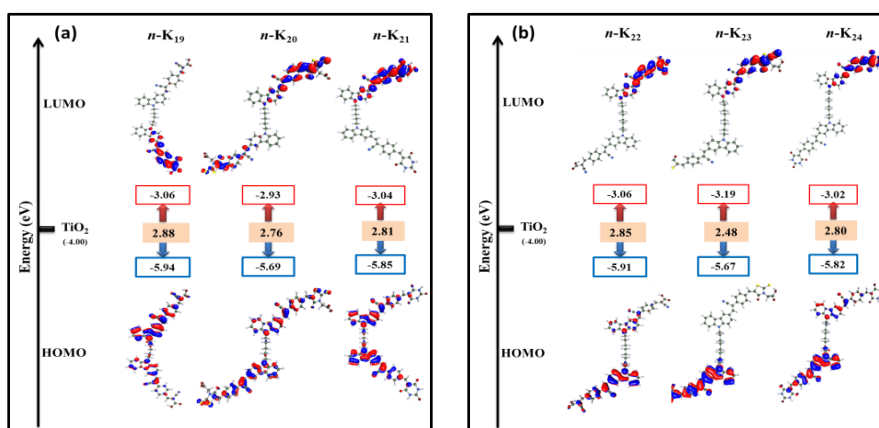 (a)
n-K19 n-K20 n-K21
LUMO
-3.06 -2.93 -3.04
Energy (eV)
TiO2
(-4.00)
2.88 2.76 2.81
-5.94 -5.69 -5.85
HOMO
(b)
n-K22 n-K23 n-K24
LUMO
-3.06 -3.19 -3.02
Energy (eV)
TiO2
(-4.00)
2.85 2.48 2.80
-5.91 -5.67 -5.82
HOMO